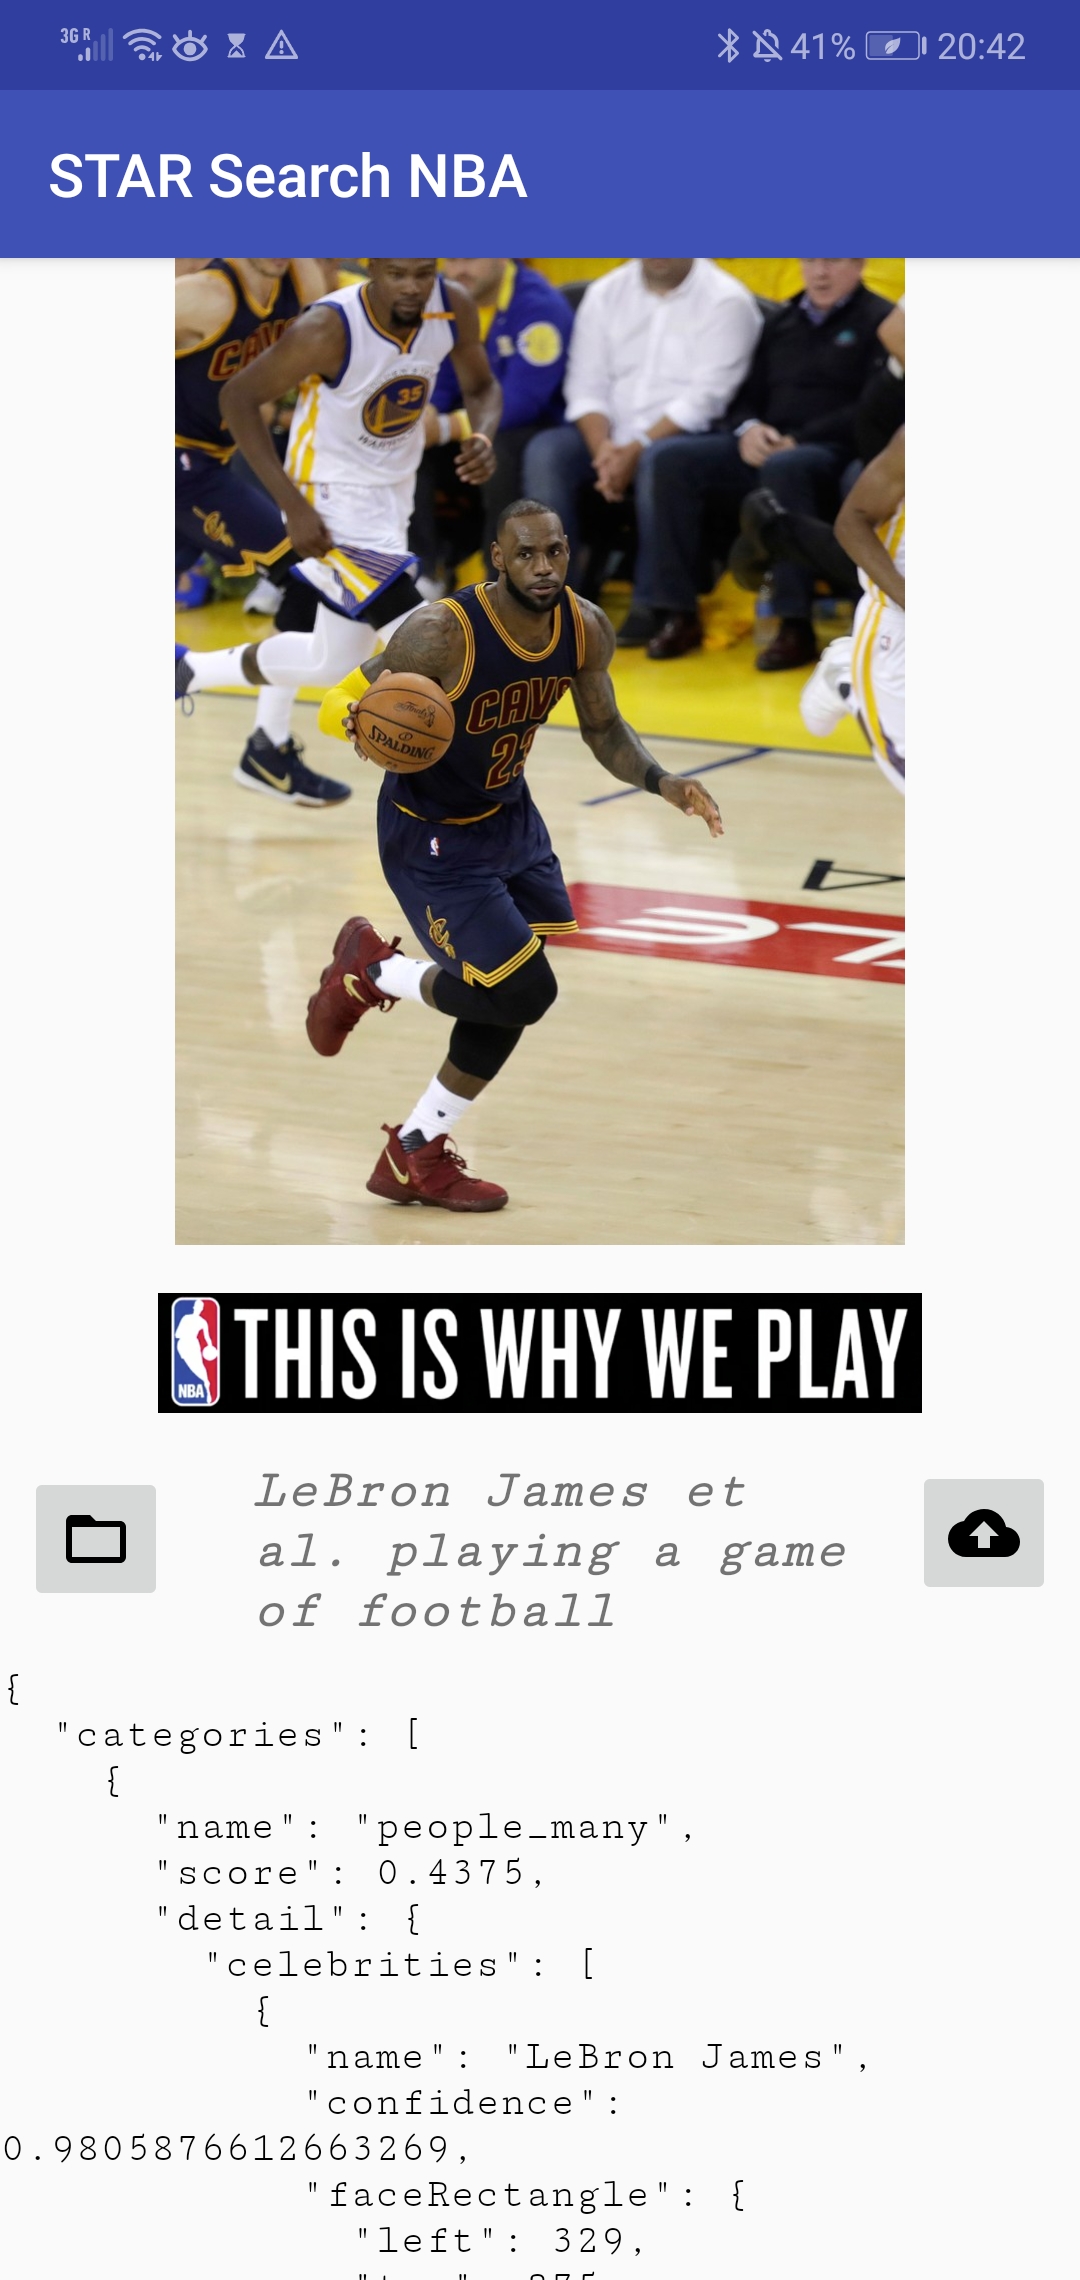 3G R 41% 20:42
STAR Search NBA
35
WARRIORS
CAVS
23
SPALDING
NBA THIS IS WHY WE PLAY
LeBron James et
al. playing a game
of football
{
"categories": [
{
"name": "people_many",
"score": 0.4375,
"detail": {
"celebrities": [
{
"name": "LeBron James",
"confidence":
0.9805876612663269,
"faceRectangle": {
"left": 329,